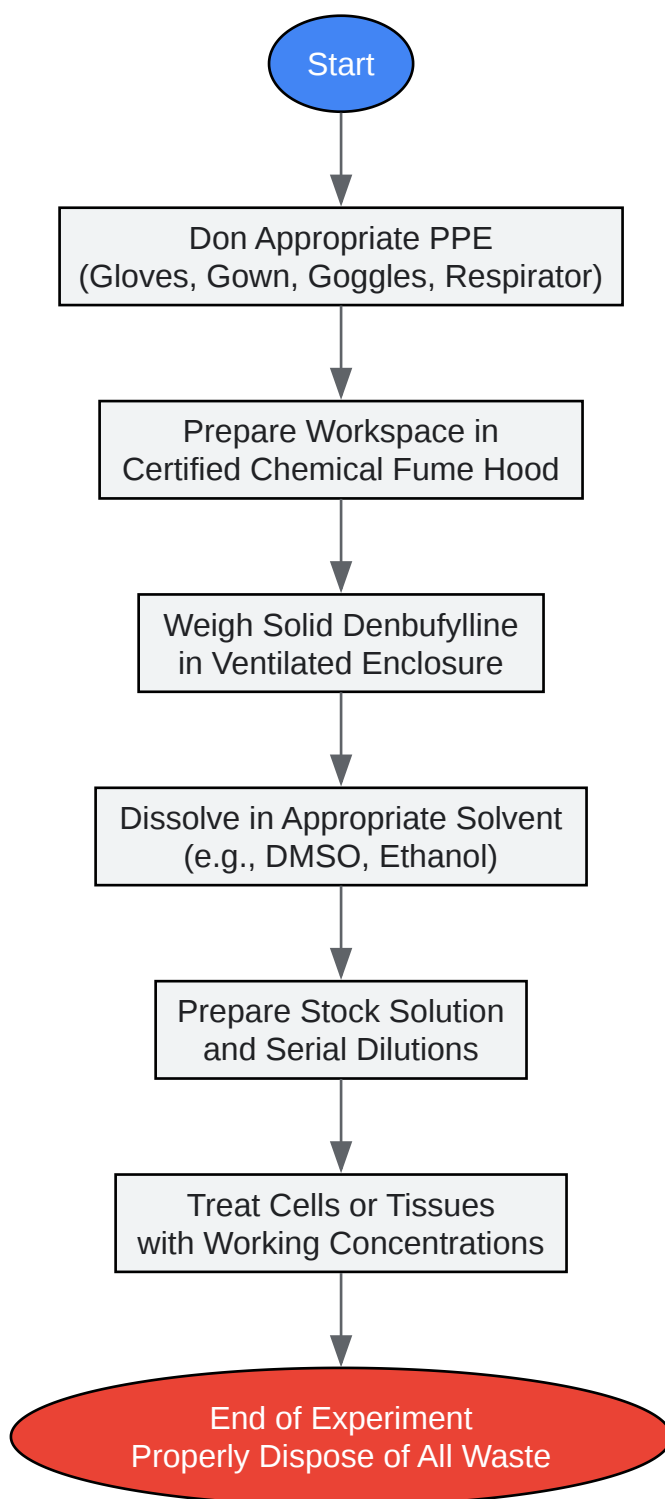 Start
Don Appropriate PPE
(Gloves, Gown, Goggles, Respirator)
Prepare Workspace in
Certified Chemical Fume Hood
Weigh Solid Denbufylline
in Ventilated Enclosure
Dissolve in Appropriate Solvent
(e.g., DMSO, Ethanol)
Prepare Stock Solution
and Serial Dilutions
Treat Cells or Tissues
with Working Concentrations
End of Experiment
Properly Dispose of All Waste